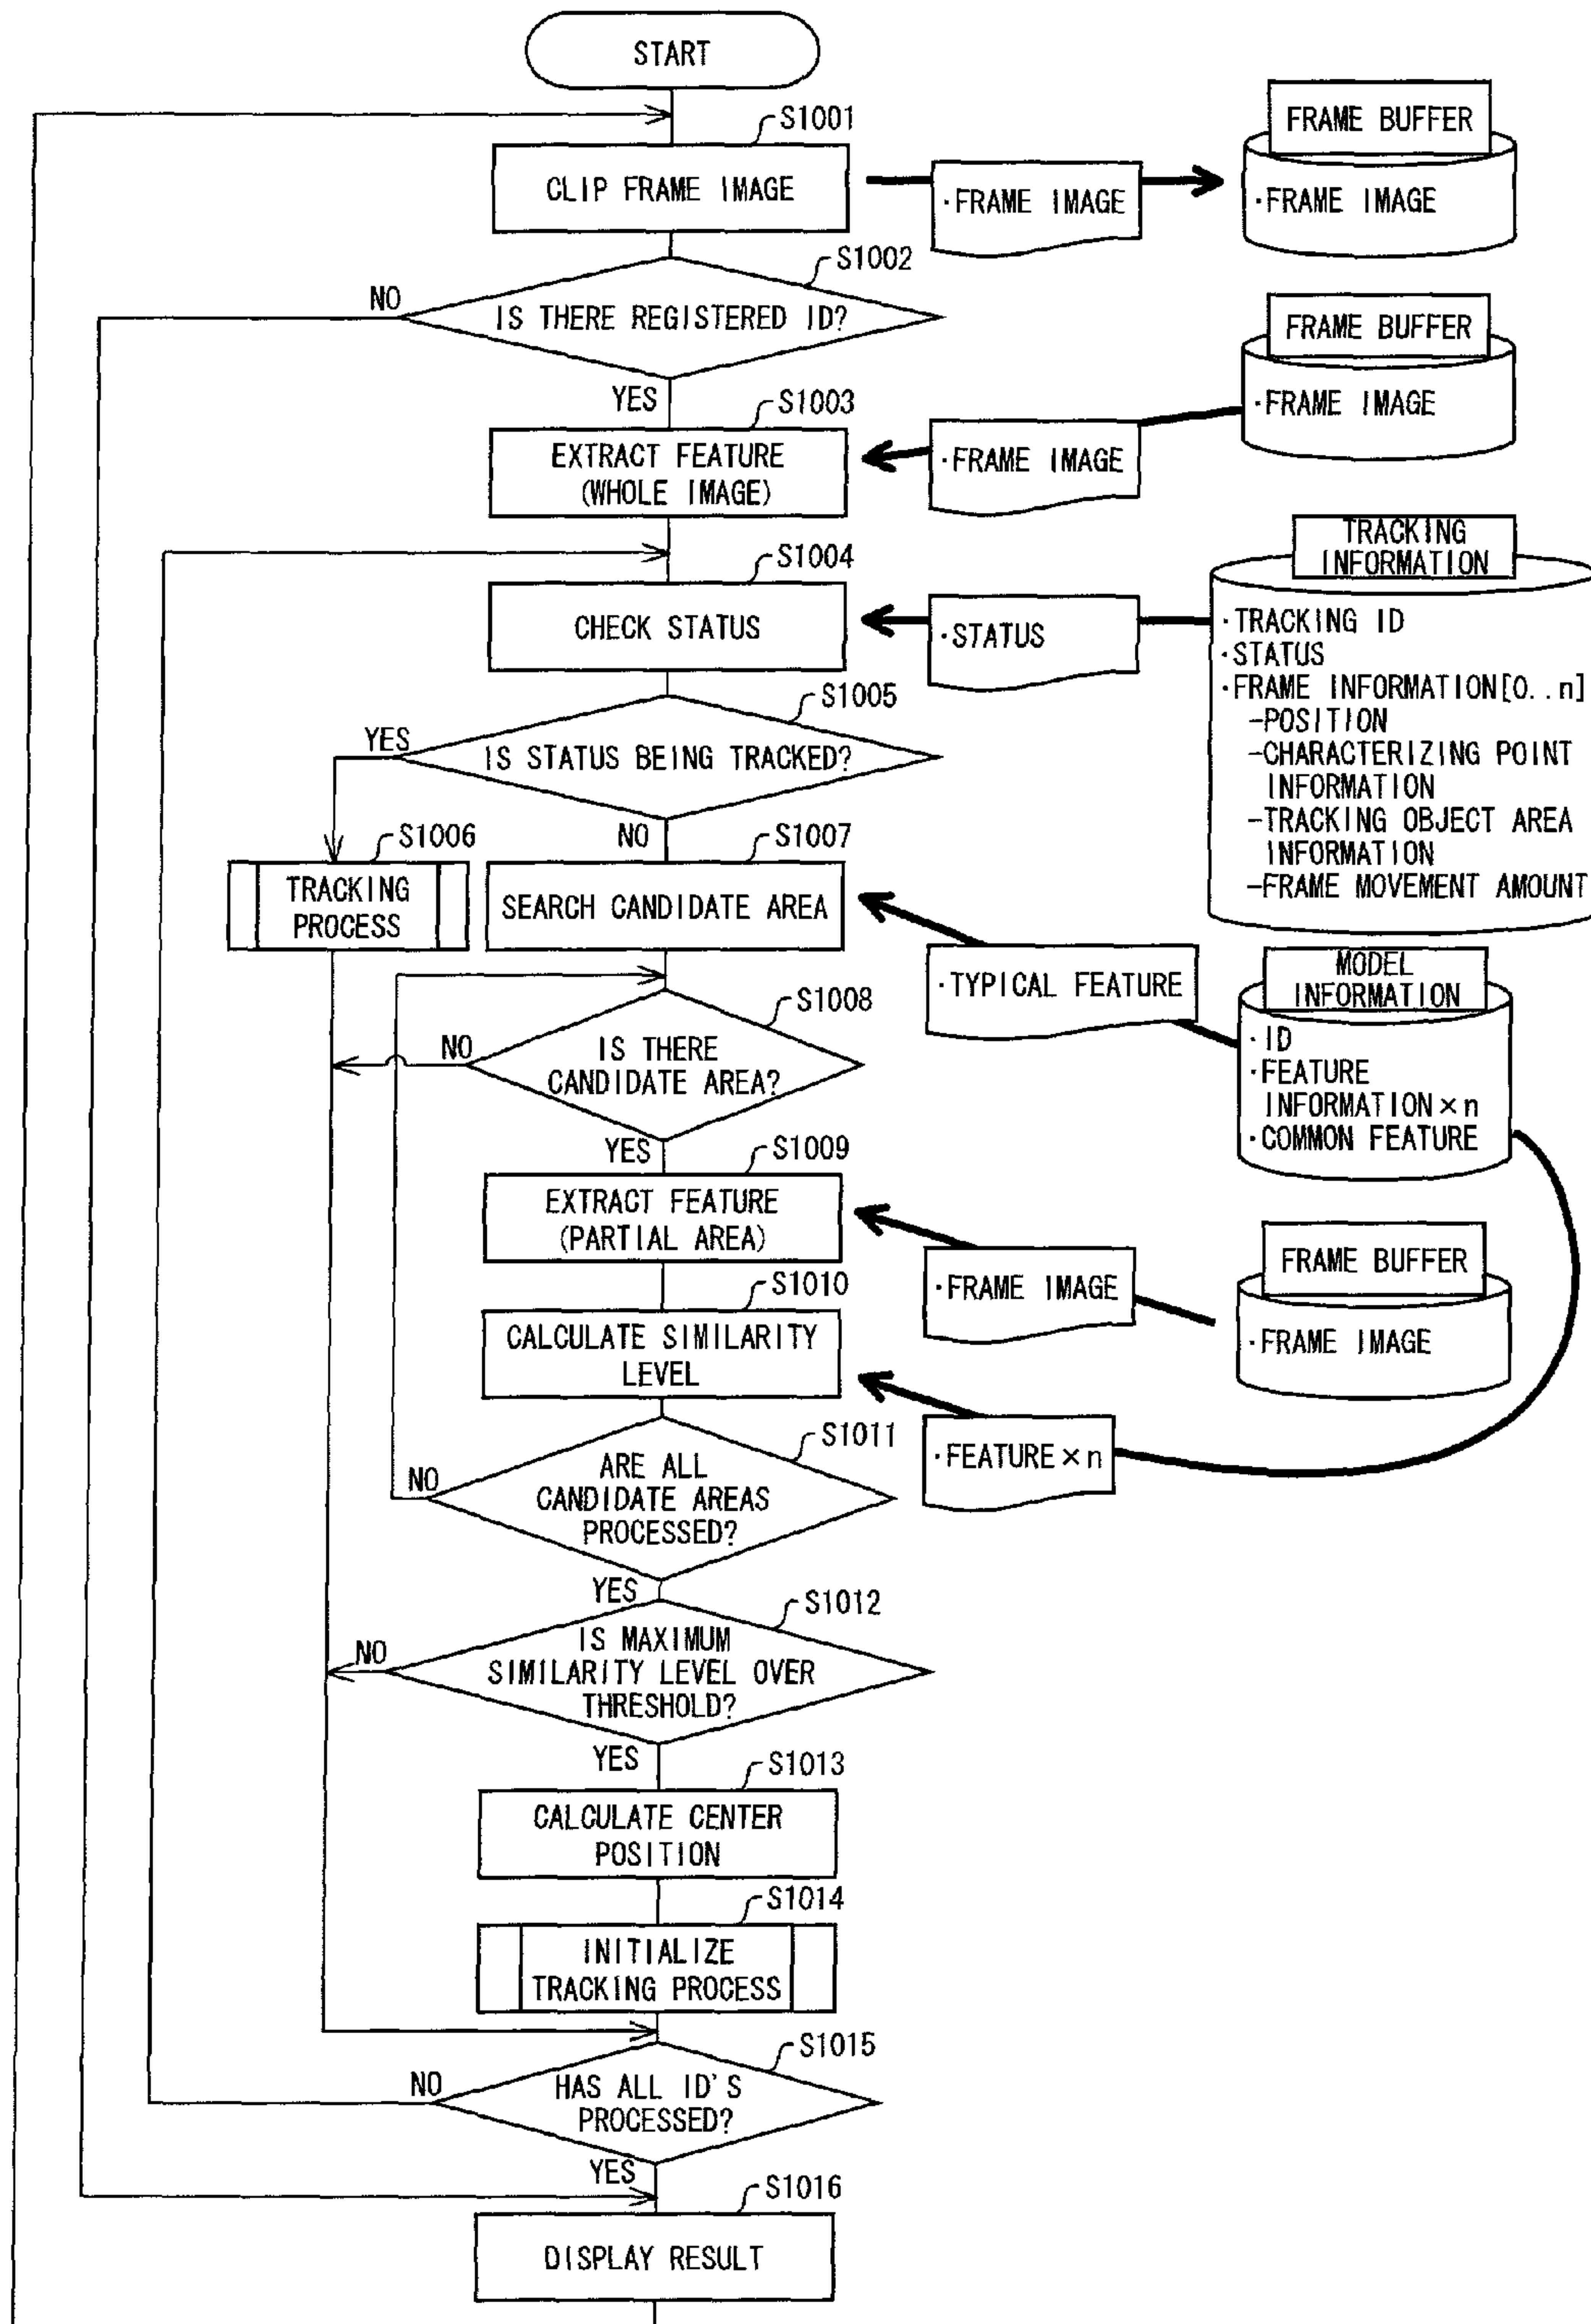 START
S1001
CLIP FRAME IMAGE
·FRAME IMAGE
FRAME BUFFER
·FRAME IMAGE
S1002
NO
IS THERE REGISTERED ID?
YES
FRAME BUFFER
·FRAME IMAGE
S1003
EXTRACT FEATURE
(WHOLE IMAGE)
·FRAME IMAGE
S1004
CHECK STATUS
·STATUS
TRACKING
INFORMATION
·TRACKING ID
·STATUS
·FRAME INFORMATION[0..n]
-POSITION
-CHARACTERIZING POINT
INFORMATION
-TRACKING OBJECT AREA
INFORMATION
-FRAME MOVEMENT AMOUNT
S1005
YES
IS STATUS BEING TRACKED?
NO
S1006
TRACKING
PROCESS
S1007
SEARCH CANDIDATE AREA
·TYPICAL FEATURE
MODEL
INFORMATION
·ID
·FEATURE
INFORMATION×n
·COMMON FEATURE
S1008
NO
IS THERE
CANDIDATE AREA?
YES
S1009
EXTRACT FEATURE
(PARTIAL AREA)
·FRAME IMAGE
FRAME BUFFER
·FRAME IMAGE
S1010
CALCULATE SIMILARITY
LEVEL
·FEATURE×n
S1011
NO
ARE ALL
CANDIDATE AREAS
PROCESSED?
YES
S1012
NO
IS MAXIMUM
SIMILARITY LEVEL OVER
THRESHOLD?
YES
S1013
CALCULATE CENTER
POSITION
S1014
INITIALIZE
TRACKING PROCESS
S1015
NO
HAS ALL ID'S
PROCESSED?
YES
S1016
DISPLAY RESULT